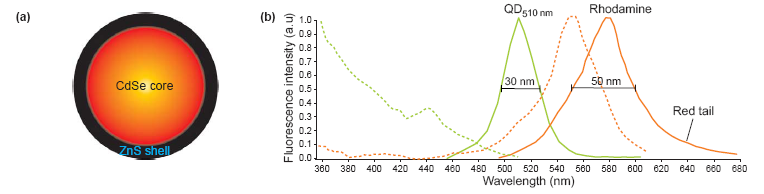 (a)
CdSe core
ZnS shell
(b)
QD510 nm
Rhodamine
Fluorescence intensity (a.u)
1.0
0.9
0.8
0.7
0.6
0.5
0.4
0.3
0.2
0.1
0.0
30 nm
50 nm
Red tail
360 380 400 420 440 460 480 500 520 540 560 580 600 620 640 660 680
Wavelength (nm)